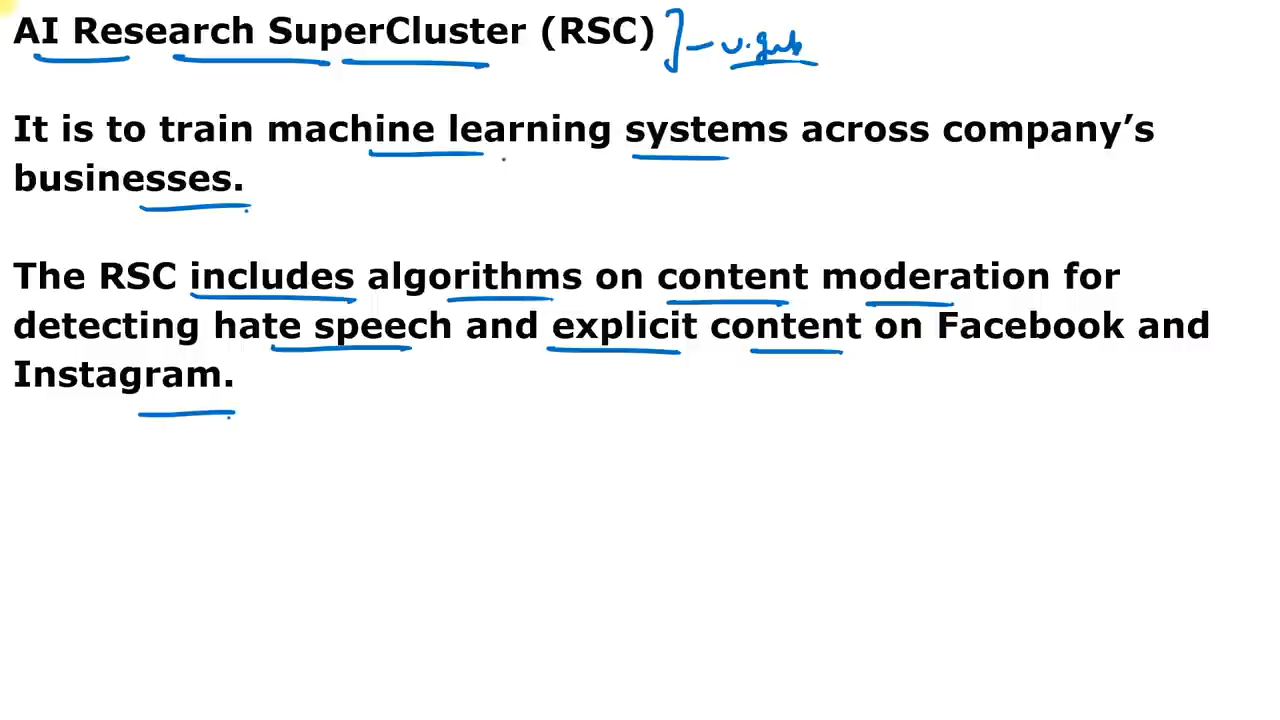 AI Research SuperCluster (RSC)
It is to train machine learning systems across company’s
businesses.
The RSC includes algorithms on content moderation for
detecting hate speech and explicit content on Facebook and
Instagram.